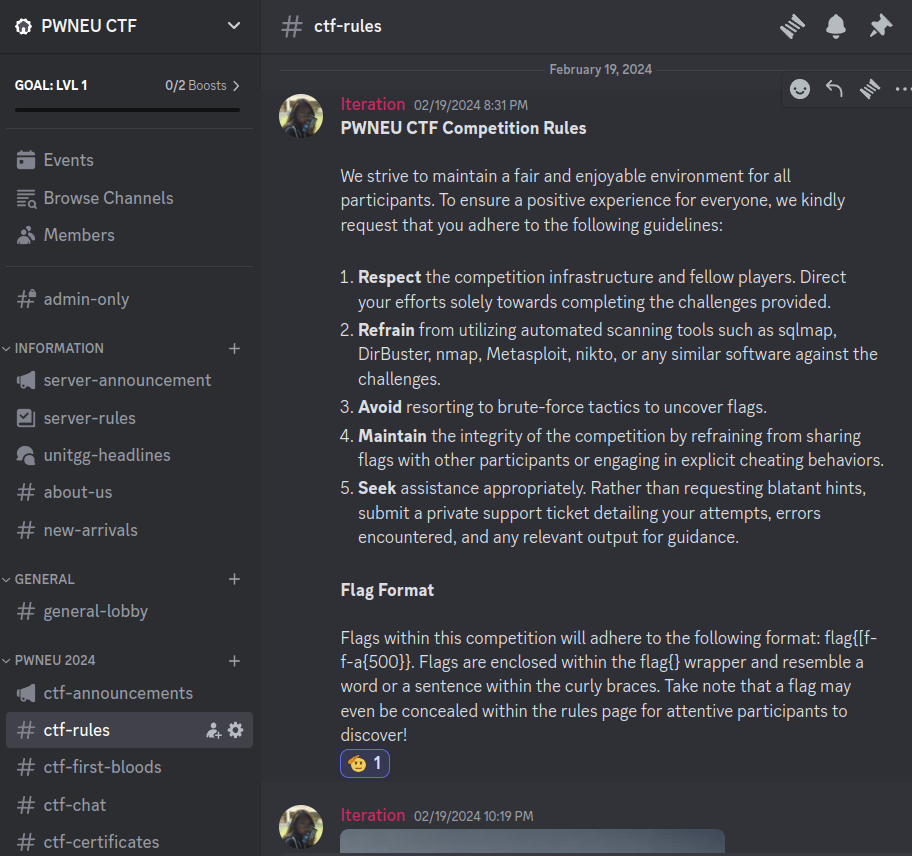 PWNEU CTF
GOAL: LVL 1
0/2 Boosts
Events
Browse Channels
Members
admin-only
INFORMATION
server-announcement
server-rules
unitgg-headlines
about-us
new-arrivals
GENERAL
general-lobby
PWNEU 2024
ctf-announcements
ctf-rules
ctf-first-bloods
ctf-chat
ctf-certificates
ctf-rules
February 19, 2024
Iteration 02/19/2024 8:31 PM
PWNEU CTF Competition Rules
We strive to maintain a fair and enjoyable environment for all
participants. To ensure a positive experience for everyone, we kindly
request that you adhere to the following guidelines:
1. Respect the competition infrastructure and fellow players. Direct
your efforts solely towards completing the challenges provided.
2. Refrain from utilizing automated scanning tools such as sqlmap,
DirBuster, nmap, Metasploit, nikto, or any similar software against the
challenges.
3. Avoid resorting to brute-force tactics to uncover flags.
4. Maintain the integrity of the competition by refraining from sharing
flags with other participants or engaging in explicit cheating behaviors.
5. Seek assistance appropriately. Rather than requesting blatant hints,
submit a private support ticket detailing your attempts, errors
encountered, and any relevant output for guidance.
Flag Format
Flags within this competition will adhere to the following format: flag{[f-
f-a{500}}. Flags are enclosed within the flag{} wrapper and resemble a
word or a sentence within the curly braces. Take note that a flag may
even be concealed within the rules page for attentive participants to
discover!
1
Iteration 02/19/2024 10:19 PM